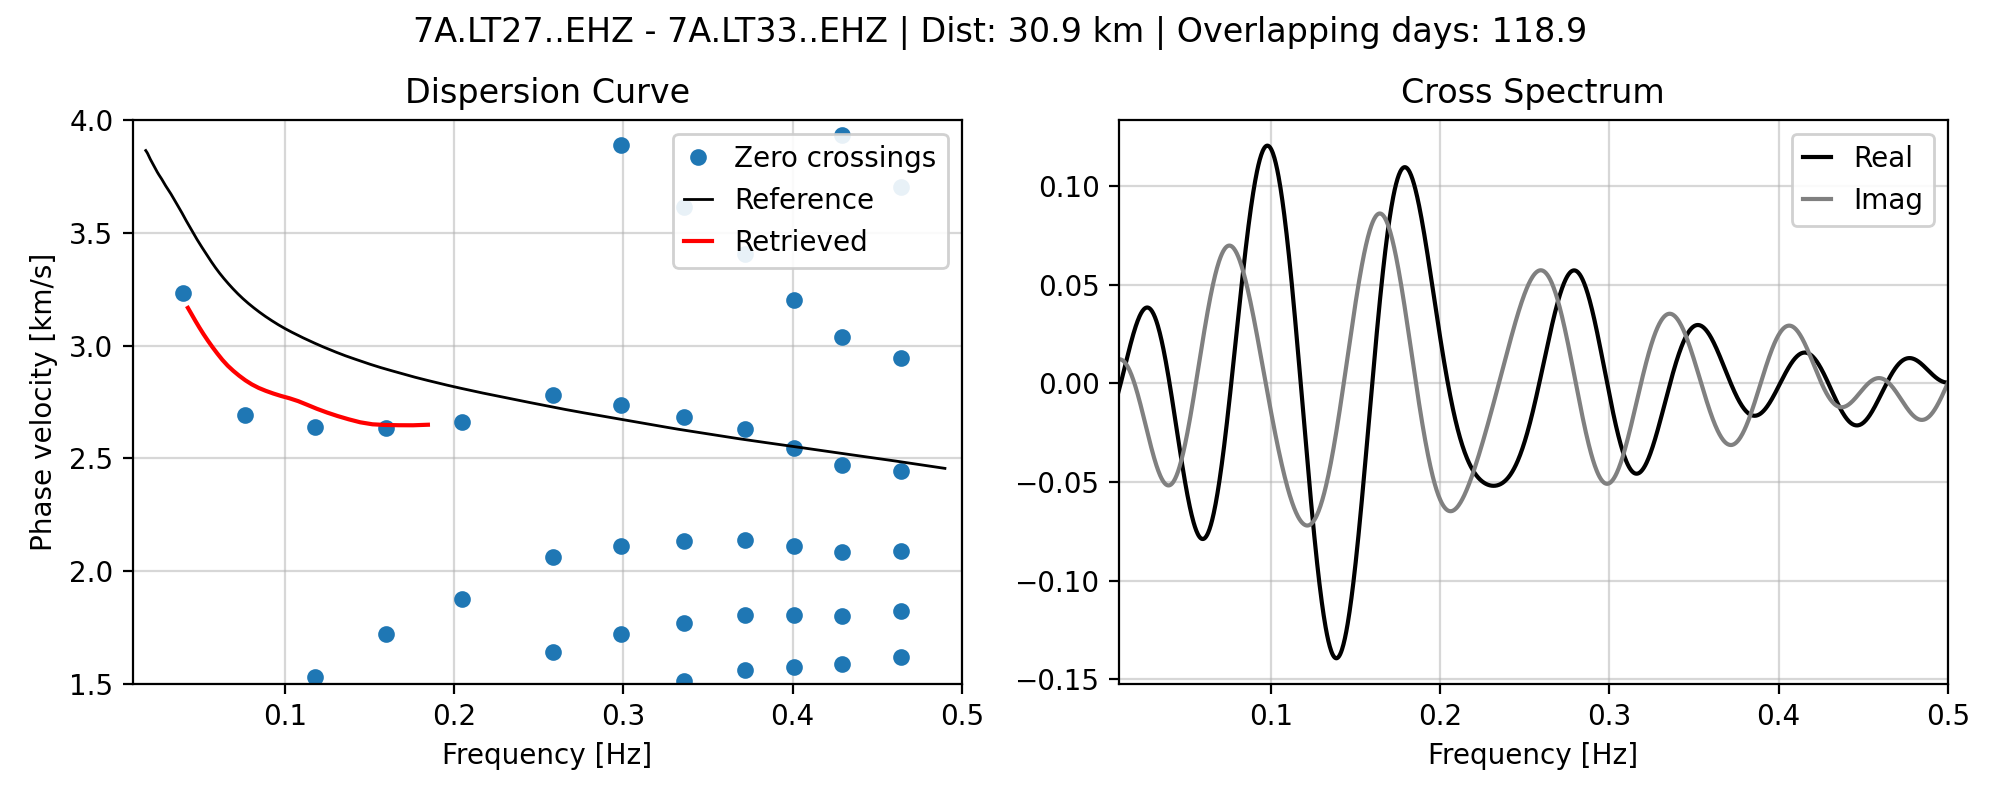 7A.LT27..EHZ - 7A.LT33..EHZ | Dist: 30.9 km | Overlapping days: 118.9
Dispersion Curve
Zero crossings
Reference
Retrieved
4.0
3.5
3.0
2.5
2.0
1.5
Phase velocity [km/s]
0.1
0.2
0.3
0.4
0.5
Frequency [Hz]
Cross Spectrum
Real
Imag
0.10
0.05
0.00
−0.05
−0.10
−0.15
0.1
0.2
0.3
0.4
0.5
Frequency [Hz]